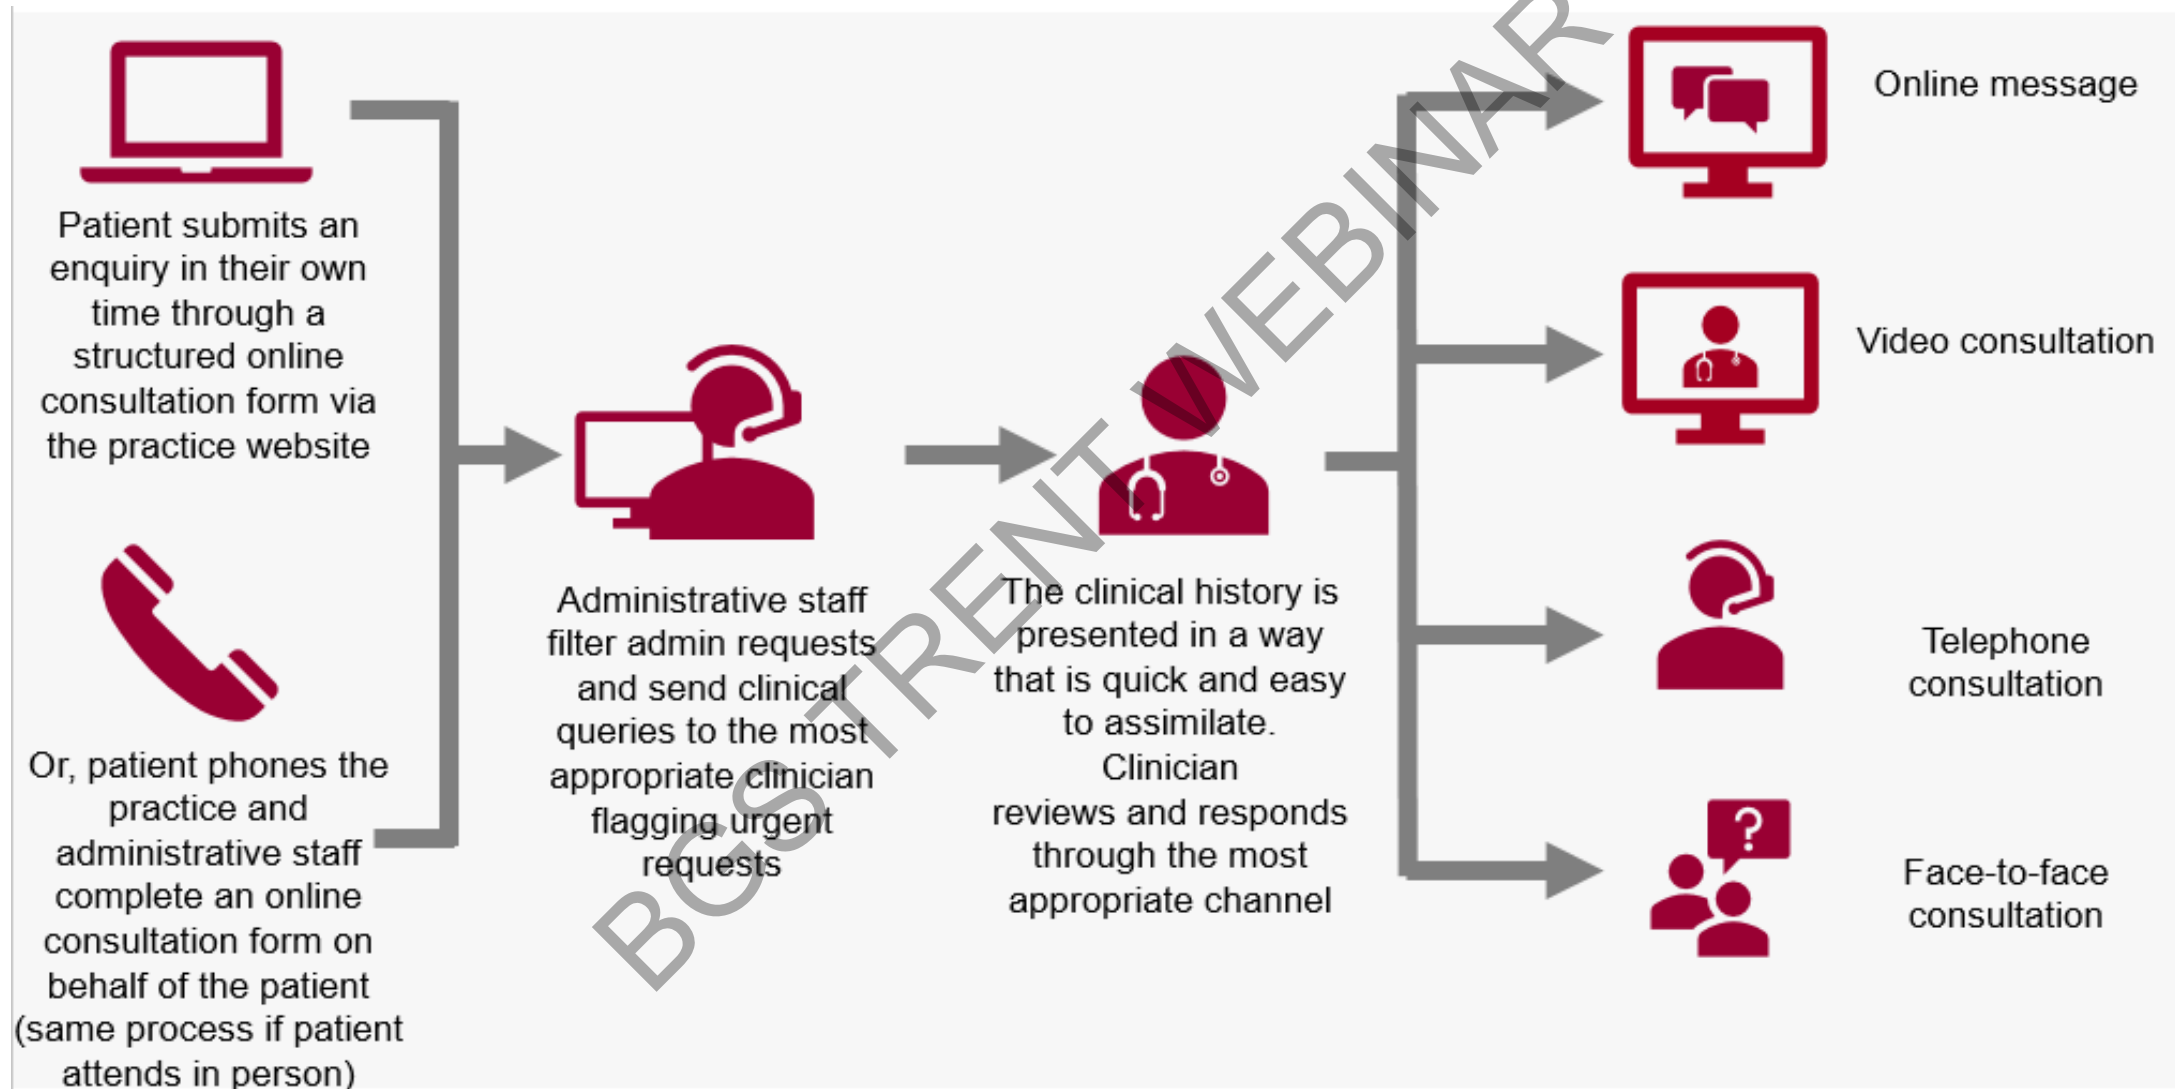 Patient submits an
enquiry in their own
time through a
structured online
consultation form via
the practice website
Or, patient phones the
practice and
administrative staff
complete an online
consultation form on
behalf of the patient
(same process if patient
attends in person)
Administrative staff
filter admin requests
and send clinical
queries to the most
appropriate clinician
flagging urgent
requests
The clinical history is
presented in a way
that is quick and easy
to assimilate.
Clinician
reviews and responds
through the most
appropriate channel
Online message
Video consultation
Telephone
consultation
?
Face-to-face
consultation
BGS TRENT WEBINAR